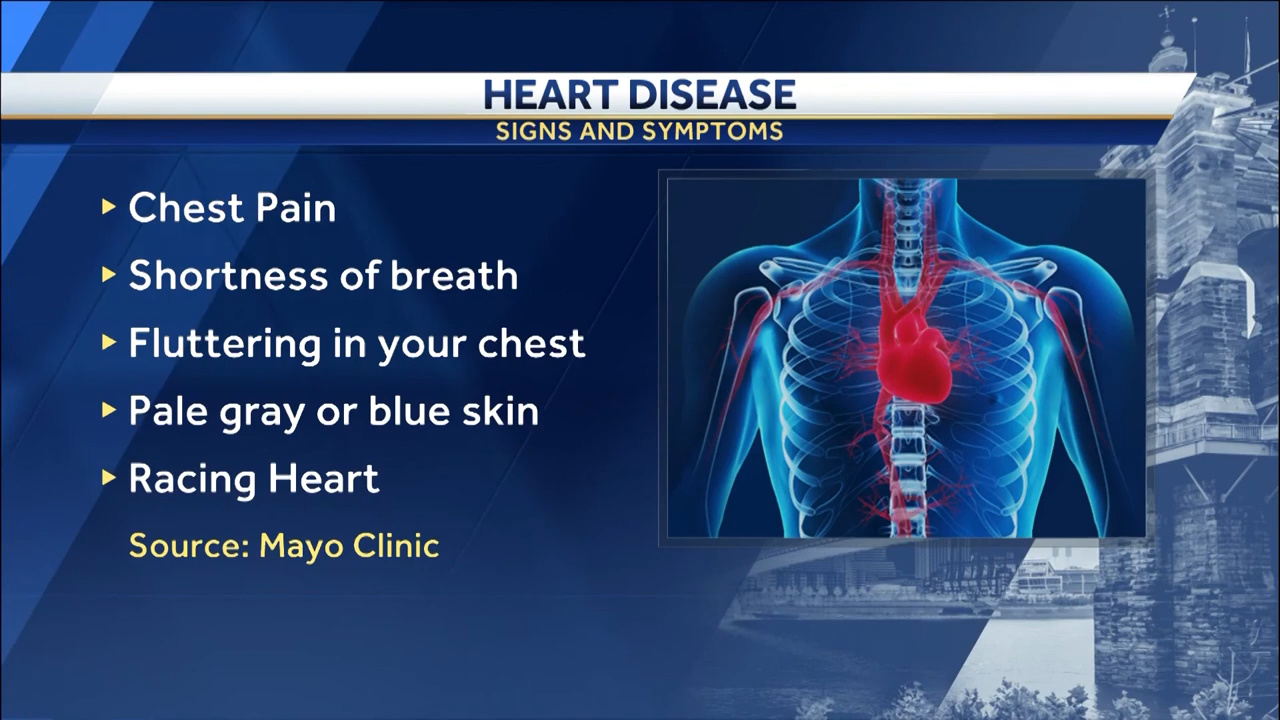 HEART DISEASE
SIGNS AND SYMPTOMS
Chest Pain
Shortness of breath
Fluttering in your chest
Pale gray or blue skin
Racing Heart
Source: Mayo Clinic